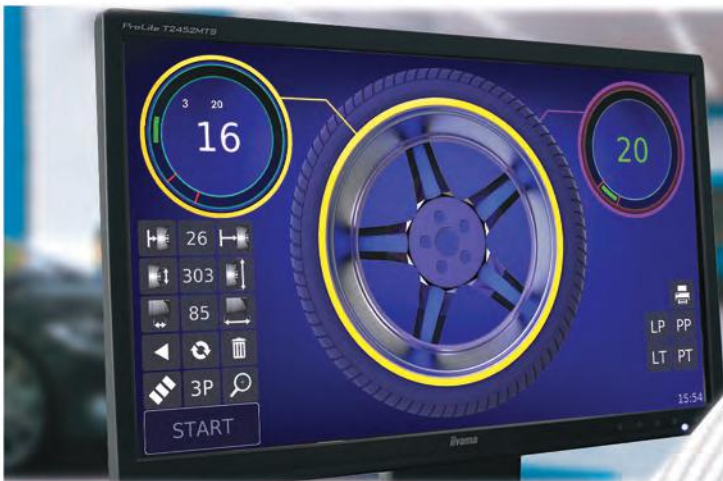 ProLite T2452MTS
3 20
16
20
26
303
85
3P
START
LP PP
LT PT
15:54
iiyama